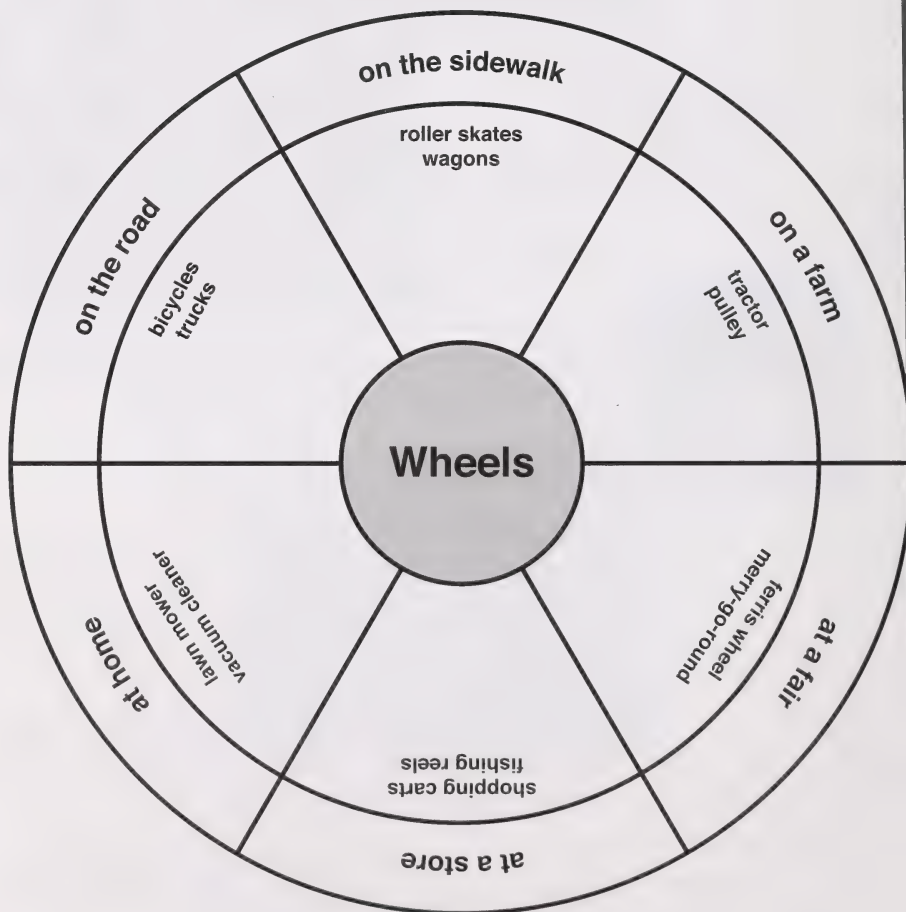 on the sidewalk
roller skates
wagons
on a farm
tractor
pulley
at a fair
ferris wheel
merry-go-round
at a store
shopping carts
fishing reels
at home
lawn mower
vacuum cleaner
on the road
bicycles
trucks
Wheels